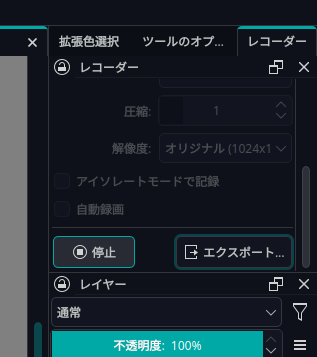 拡張色選択 ツールのオプ... レコーダー
レコーダー
圧縮: 1
解像度: オリジナル (1024x1
アイソレートモードで記録
自動録画
停止 エクスポート...
レイヤー
通常
不透明度: 100%